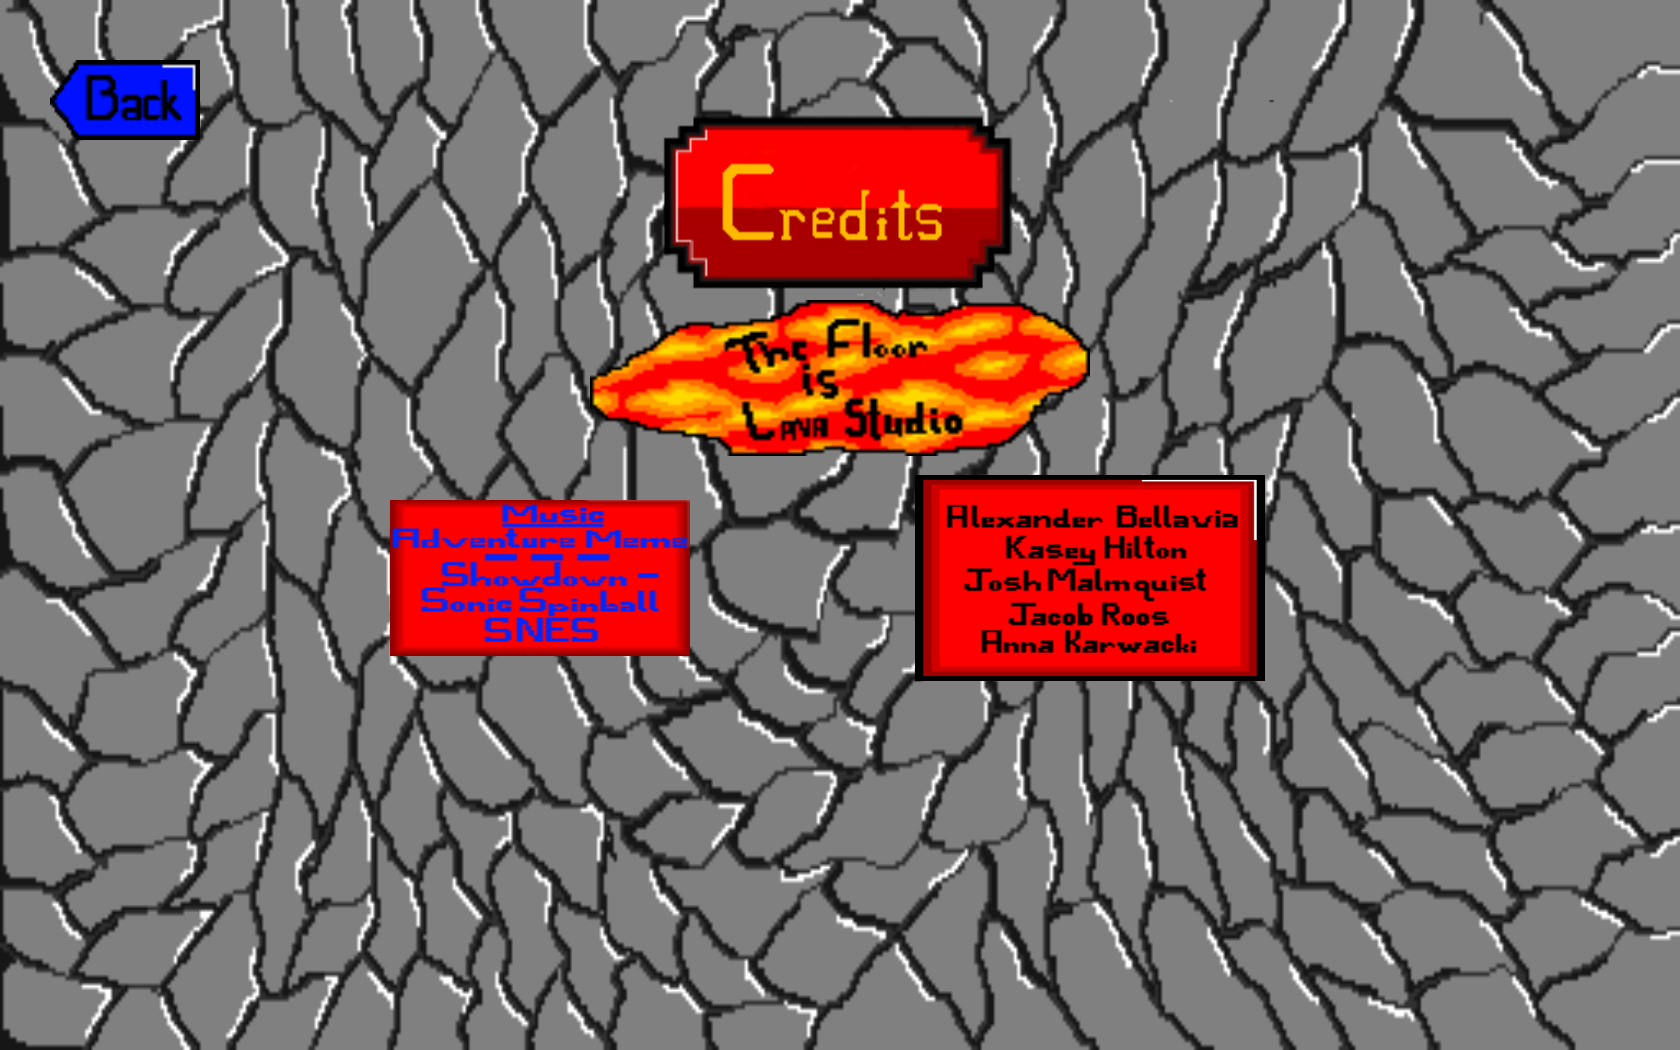 Back
Credits
The Floor
is
Lava Studio
Music
Adventure Meme
— — —
Showdown -
Sonic Spinball
SNES
Alexander Bellavia
Kasey Hilton
Josh Malmquist
Jacob Roos
Anna Karwacki